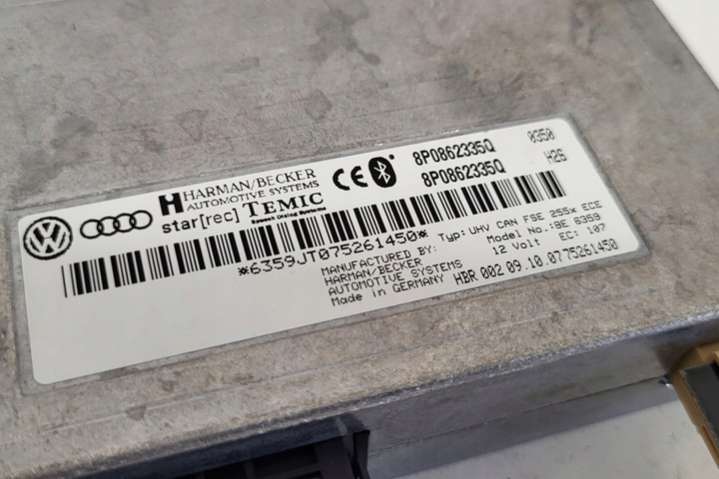 HARMAN/BECKER
AUTOMOTIVE SYSTEMS
star[rec] TEMIC
CE
8P0862335Q 0350
8P0862335Q H26
*6359JT075261450*
MANUFACTURED BY:
HARMAN/BECKER
AUTOMOTIVE SYSTEMS
Made in GERMANY
Typ: UHV CAN FSE 255x ECE
Model No.:BE 6359
12 Volt EC: 107
HBR 002 09.10 0775261450